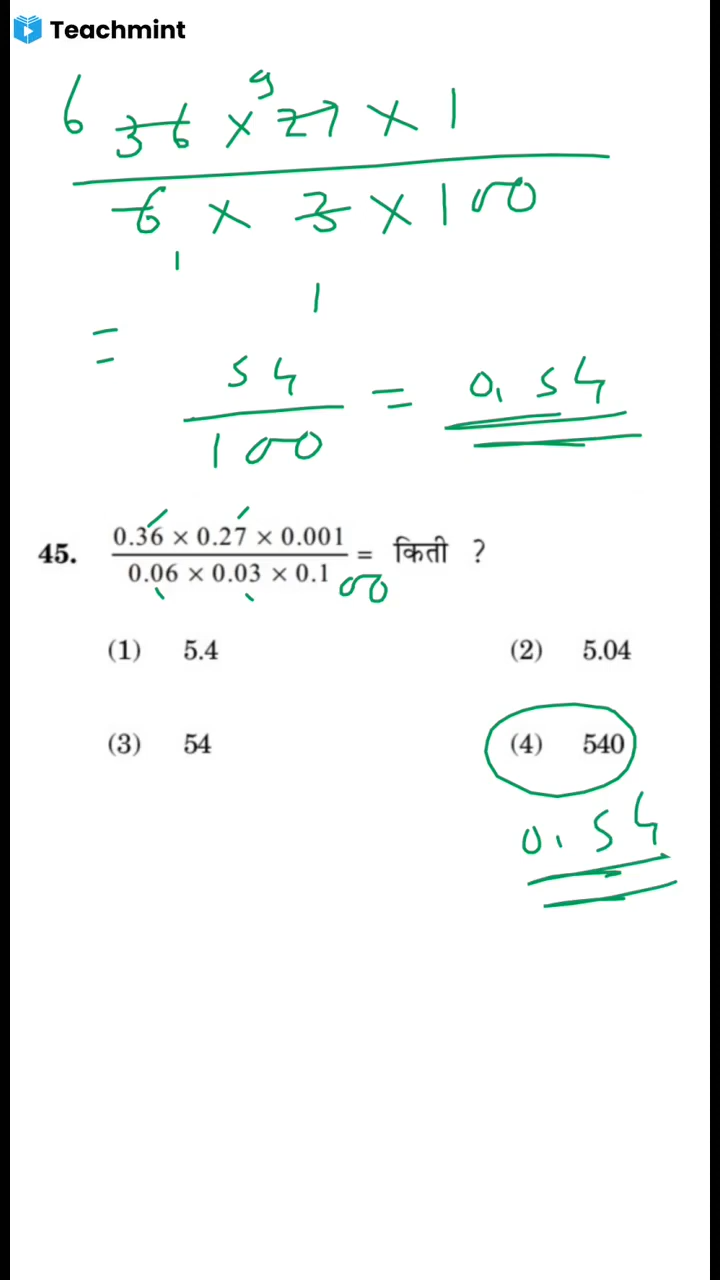 Teachmint
6 9
36 × 27 × 1
6 × 3 × 100
1 1
= 54
100 = 0.54
45. 0.36 × 0.27 × 0.001
0.06 × 0.03 × 0.1 00 = किती ?
(1) 5.4 (2) 5.04
(3) 54 (4) 540
0.54